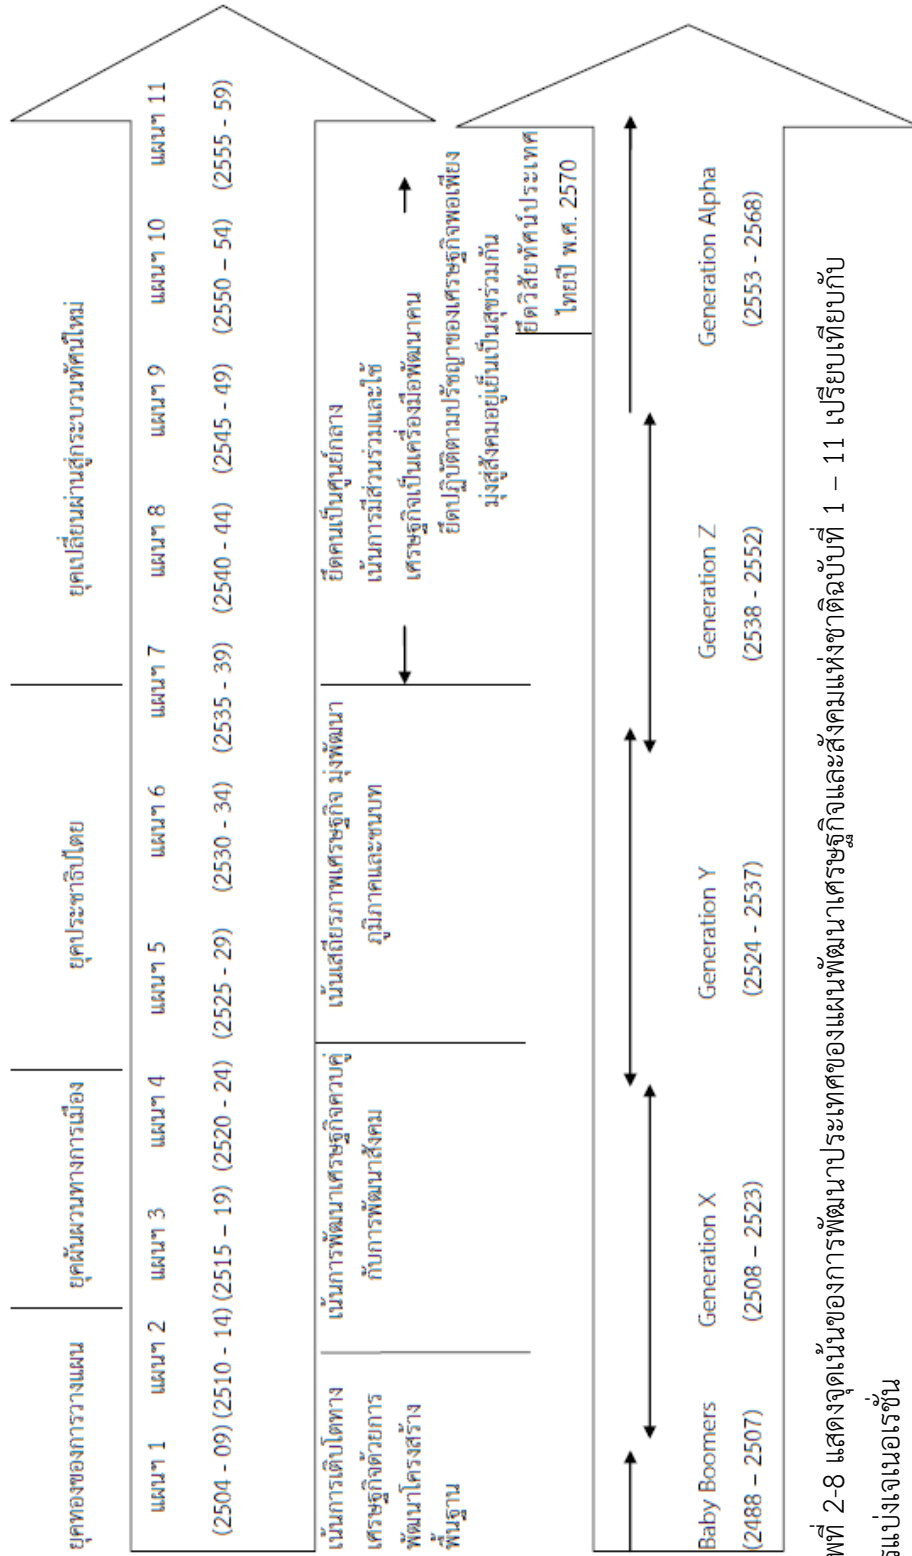 ยุคทองของการวางแผน
ยุคผันผวนทางการเมือง
ยุคประชาธิปไตย
ยุคเปลี่ยนผ่านสู่กระบวนทัศน์ใหม่
แผนฯ 1 แผนฯ 2 แผนฯ 3 แผนฯ 4 แผนฯ 5 แผนฯ 6 แผนฯ 7 แผนฯ 8 แผนฯ 9 แผนฯ 10 แผนฯ 11
(2504 - 09) (2510 - 14) (2515 – 19) (2520 - 24) (2525 - 29) (2530 – 34) (2535 - 39) (2540 - 44) (2545 - 49) (2550 – 54) (2555 - 59)
เน้นการเติบโตทาง
เศรษฐกิจด้วยการ
พัฒนาโครงสร้าง
พื้นฐาน
เน้นการพัฒนาเศรษฐกิจควบคู่
กับการพัฒนาสังคม
เน้นเสถียรภาพเศรษฐกิจ มุ่งพัฒนา
ภูมิภาคและชนบท
ยึดคนเป็นศูนย์กลาง
เน้นการมีส่วนร่วมและใช้
เศรษฐกิจเป็นเครื่องมือพัฒนาคน
ยึดปฏิบัติตามปรัชญาของเศรษฐกิจพอเพียง
มุ่งสู่สังคมอยู่เย็นเป็นสุขร่วมกัน
ยึดวิสัยทัศน์ประเทศ
ไทยปี พ.ศ. 2570
Baby Boomers Generation X Generation Y Generation Z Generation Alpha
(2488 – 2507) (2508 – 2523) (2524 - 2537) (2538 - 2552) (2553 - 2568)
พที่ 2-8 แสดงจุดเน้นของการพัฒนาประเทศของแผนพัฒนาเศรษฐกิจและสังคมแห่งชาติฉบับที่ 1 – 11 เปรียบเทียบกับ
รแบ่งเจเนอเรชั่น